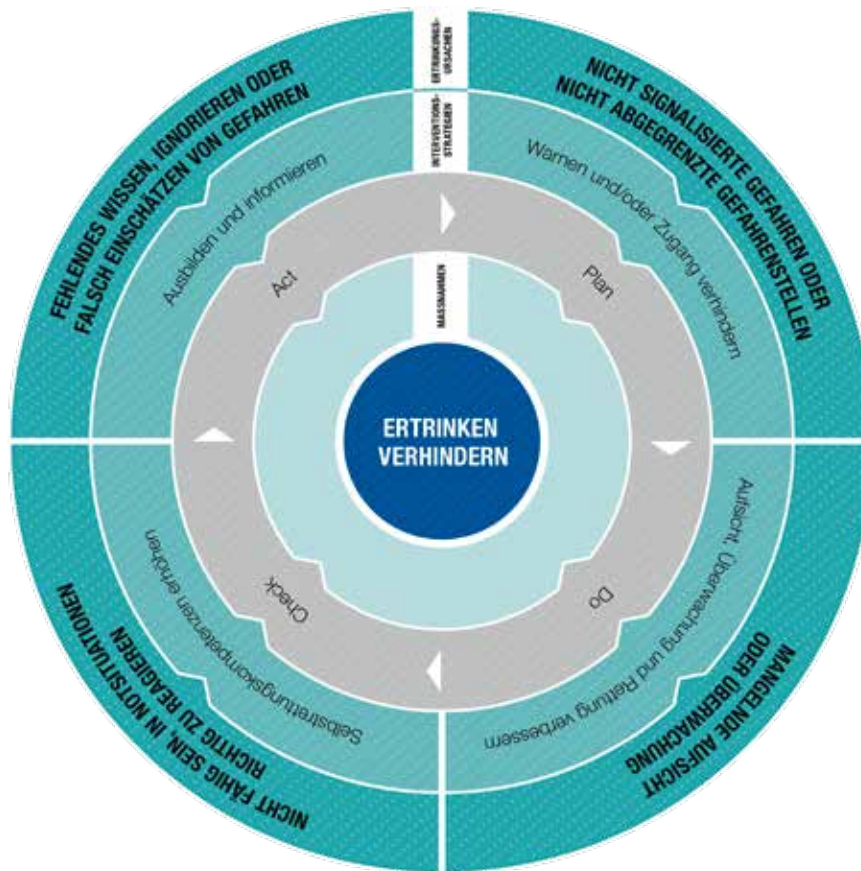 ERTRINKUNGS-
URSACHEN
INTERVENTIONS-
STRATEGIEN
MASSNAHMEN
ERTRINKEN
VERHINDERN
FEHLENDES WISSEN, IGNORIEREN ODER
FALSCH EINSCHÄTZEN VON GEFAHREN
Ausbilden und informieren
Act
NICHT SIGNALISIERTE GEFAHREN ODER
NICHT ABGEGRENZTE GEFAHRENSTELLEN
Warnen und/oder Zugang verhindern
Plan
MANGELNDE AUFSICHT
ODER ÜBERWACHUNG
Aufsicht, Überwachung und Rettung verbessern
Do
NICHT FÄHIG SEIN, IN NOTSITUATIONEN
RICHTIG ZU REAGIEREN
Selbstrettungskompetenzen erhöhen
Check